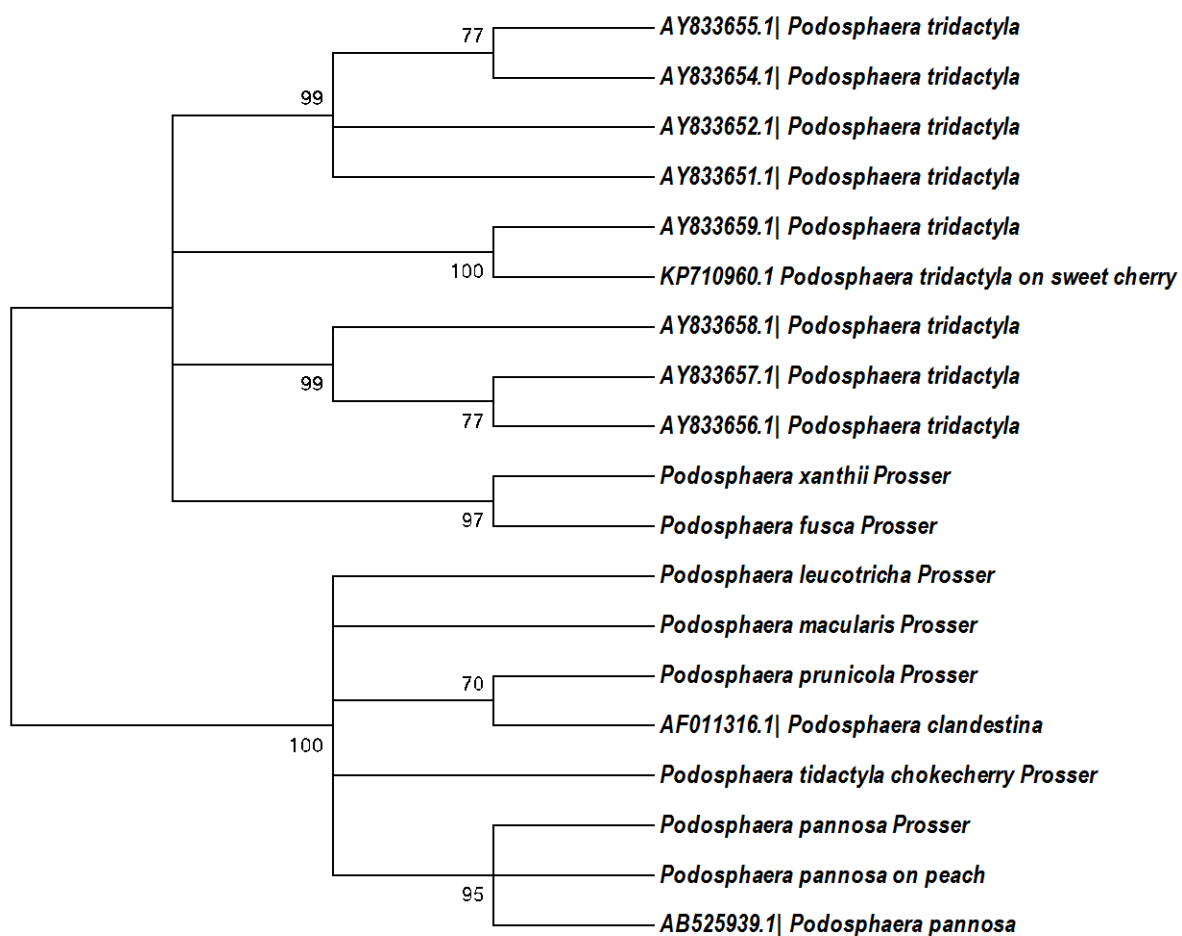 AY833655.1| Podosphaera tridactyla
77
AY833654.1| Podosphaera tridactyla
99
AY833652.1| Podosphaera tridactyla
AY833651.1| Podosphaera tridactyla
AY833659.1| Podosphaera tridactyla
100
KP710960.1 Podosphaera tridactyla on sweet cherry
AY833658.1| Podosphaera tridactyla
99
AY833657.1| Podosphaera tridactyla
77
AY833656.1| Podosphaera tridactyla
Podosphaera xanthii Prosser
97
Podosphaera fusca Prosser
Podosphaera leucotricha Prosser
Podosphaera macularis Prosser
70
Podosphaera prunicola Prosser
AF011316.1| Podosphaera clandestina
100
Podosphaera tidactyla chokecherry Prosser
Podosphaera pannosa Prosser
Podosphaera pannosa on peach
95
AB525939.1| Podosphaera pannosa